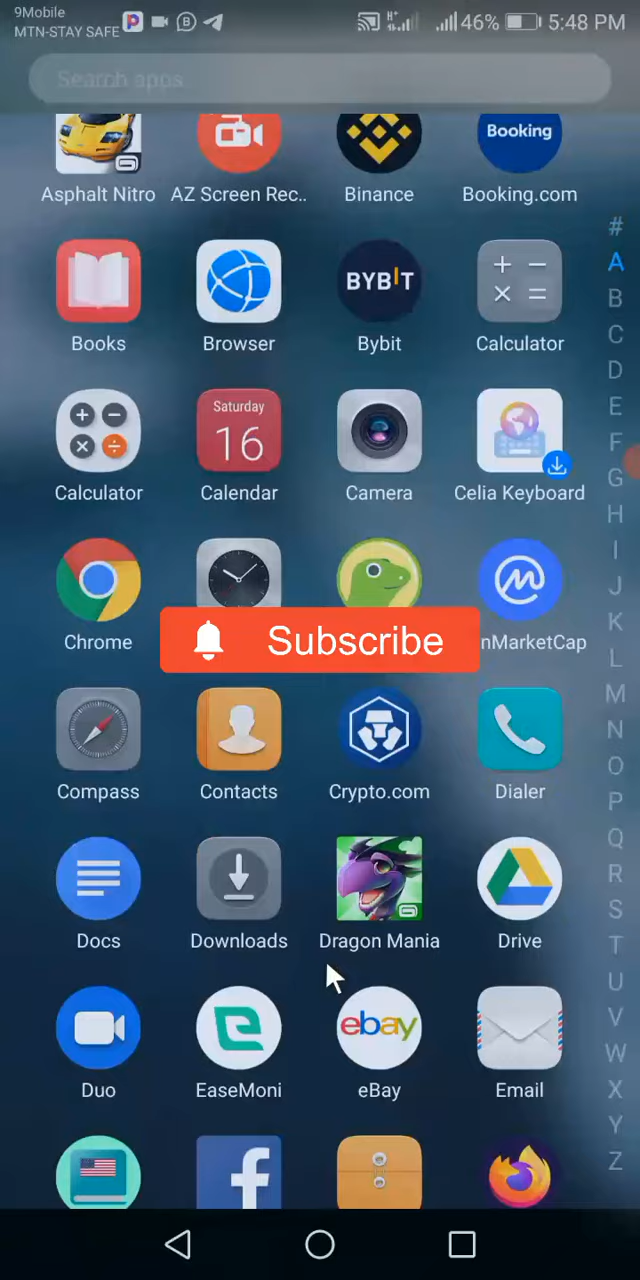 9Mobile
MTN-STAY SAFE
46% 5:48 PM
Search apps
Booking
Asphalt Nitro AZ Screen Rec.. Binance Booking.com
BYBIT
Books Browser Bybit Calculator
Saturday
16
Calculator Calendar Camera Celia Keyboard
Chrome nMarketCap
Subscribe
Compass Contacts Crypto.com Dialer
Docs Downloads Dragon Mania Drive
ebay
Duo EaseMoni eBay Email
#
A
B
C
D
E
F
G
H
I
J
K
L
M
N
O
P
Q
R
S
T
U
V
W
X
Y
Z